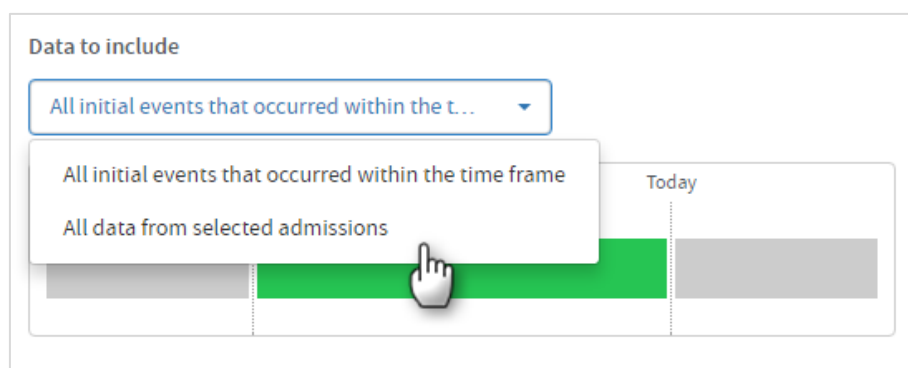 Data to include
All initial events that occurred within the t...
All initial events that occurred within the time frame
All data from selected admissions
Today